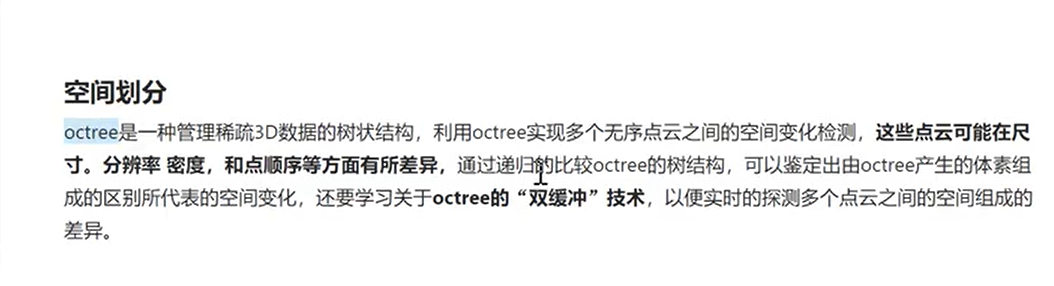 空间划分
octree是一种管理稀疏3D数据的树状结构，利用octree实现多个无序点云之间的空间变化检测，这些点云可能在尺
寸。分辨率 密度，和点顺序等方面有所差异，通过递归的比较octree的树结构，可以鉴定出由octree产生的体素组
成的区别所代表的空间变化，还要学习关于octree的“双缓冲”技术，以便实时的探测多个点云之间的空间组成的
差异。